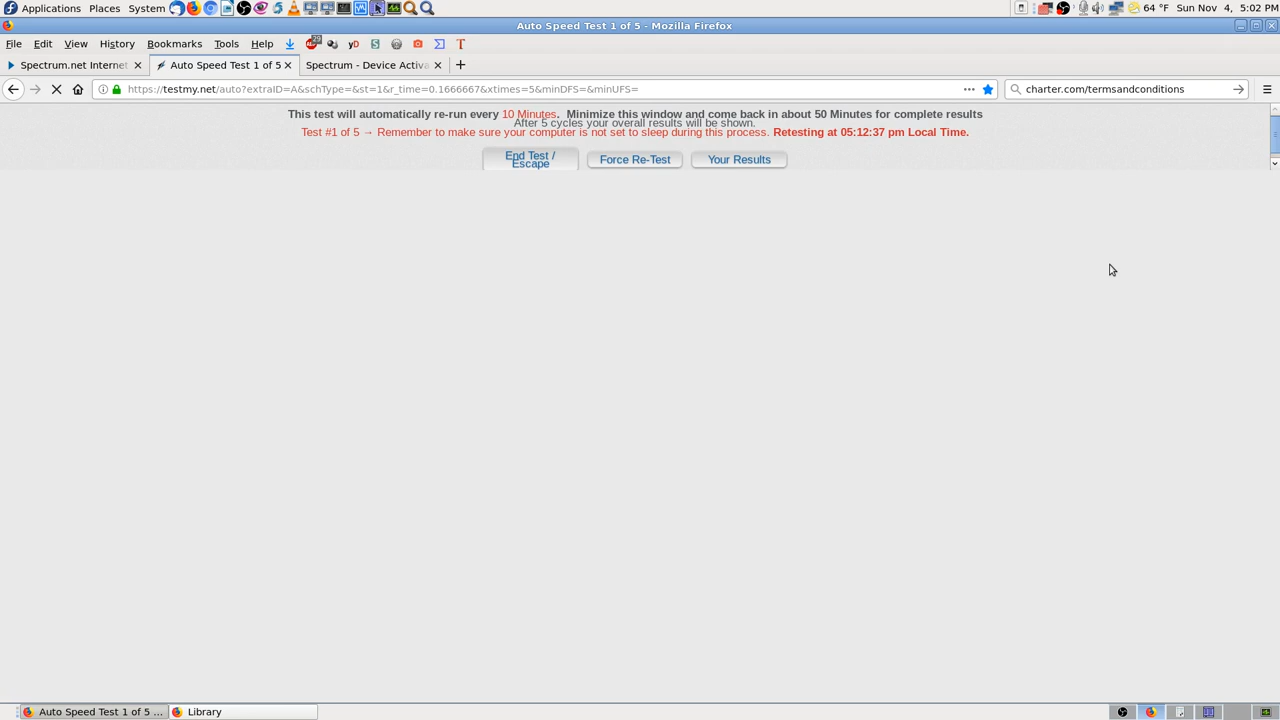 Applications Places System 64 °F Sun Nov 4, 5:02 PM
Auto Speed Test 1 of 5 - Mozilla Firefox
File Edit View History Bookmarks Tools Help yD S T
Spectrum.net Internet Auto Speed Test 1 of 5 Spectrum - Device Activa
https://testmy.net/auto?extraID=A&schType=&st=1&r_time=0.1666667&xtimes=5&minDFS=&minUFS= charter.com/termsandconditions
This test will automatically re-run every 10 Minutes. Minimize this window and come back in about 50 Minutes for complete results
After 5 cycles your overall results will be shown.
Test #1 of 5 → Remember to make sure your computer is not set to sleep during this process. Retesting at 05:12:37 pm Local Time.
End Test / Escape Force Re-Test Your Results
Auto Speed Test 1 of 5 ... Library